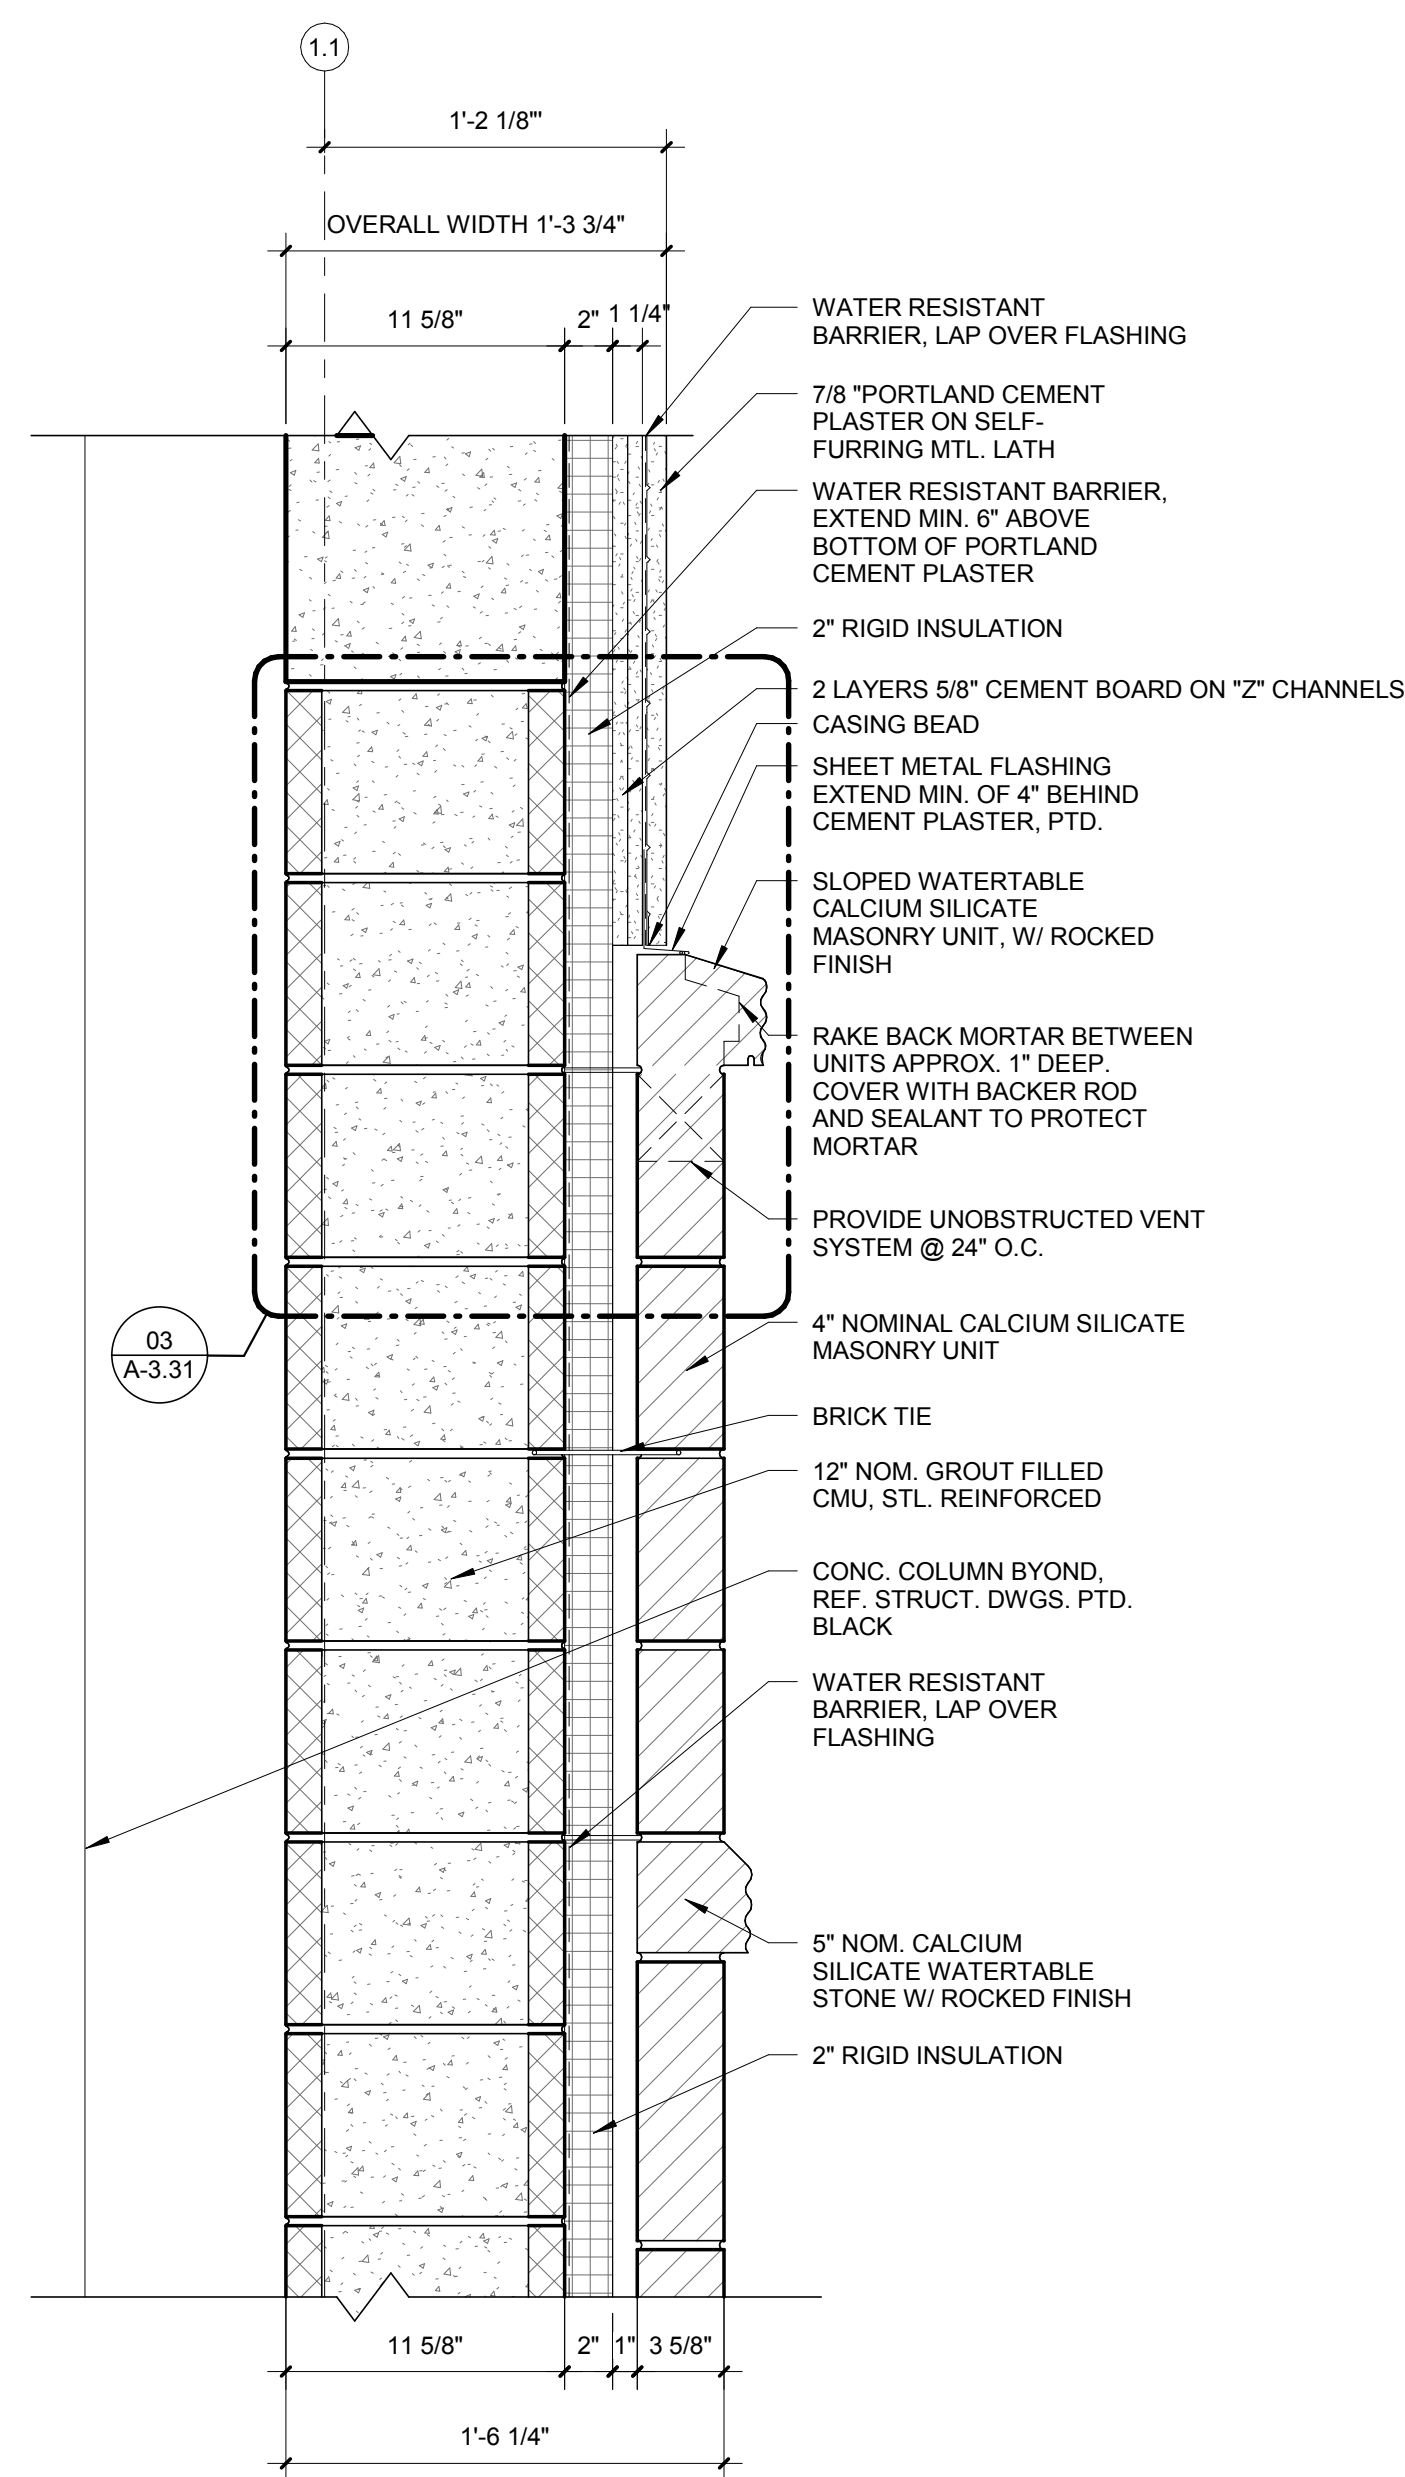 1.1
1'-2 1/8"'
OVERALL WIDTH 1'-3 3/4"
11 5/8"
2"
1 1/4"
WATER RESISTANT
BARRIER, LAP OVER FLASHING
7/8 "PORTLAND CEMENT
PLASTER ON SELF-
FURRING MTL. LATH
WATER RESISTANT BARRIER,
EXTEND MIN. 6" ABOVE
BOTTOM OF PORTLAND
CEMENT PLASTER
2" RIGID INSULATION
2 LAYERS 5/8" CEMENT BOARD ON "Z" CHANNELS
CASING BEAD
SHEET METAL FLASHING
EXTEND MIN. OF 4" BEHIND
CEMENT PLASTER, PTD.
SLOPED WATERTABLE
CALCIUM SILICATE
MASONRY UNIT, W/ ROCKED
FINISH
RAKE BACK MORTAR BETWEEN
UNITS APPROX. 1" DEEP.
COVER WITH BACKER ROD
AND SEALANT TO PROTECT
MORTAR
PROVIDE UNOBSTRUCTED VENT
SYSTEM @ 24" O.C.
03
A-3.31
4" NOMINAL CALCIUM SILICATE
MASONRY UNIT
BRICK TIE
12" NOM. GROUT FILLED
CMU, STL. REINFORCED
CONC. COLUMN BYOND,
REF. STRUCT. DWGS. PTD.
BLACK
WATER RESISTANT
BARRIER, LAP OVER
FLASHING
5" NOM. CALCIUM
SILICATE WATERTABLE
STONE W/ ROCKED FINISH
2" RIGID INSULATION
11 5/8"
2"
1"
3 5/8"
1'-6 1/4"